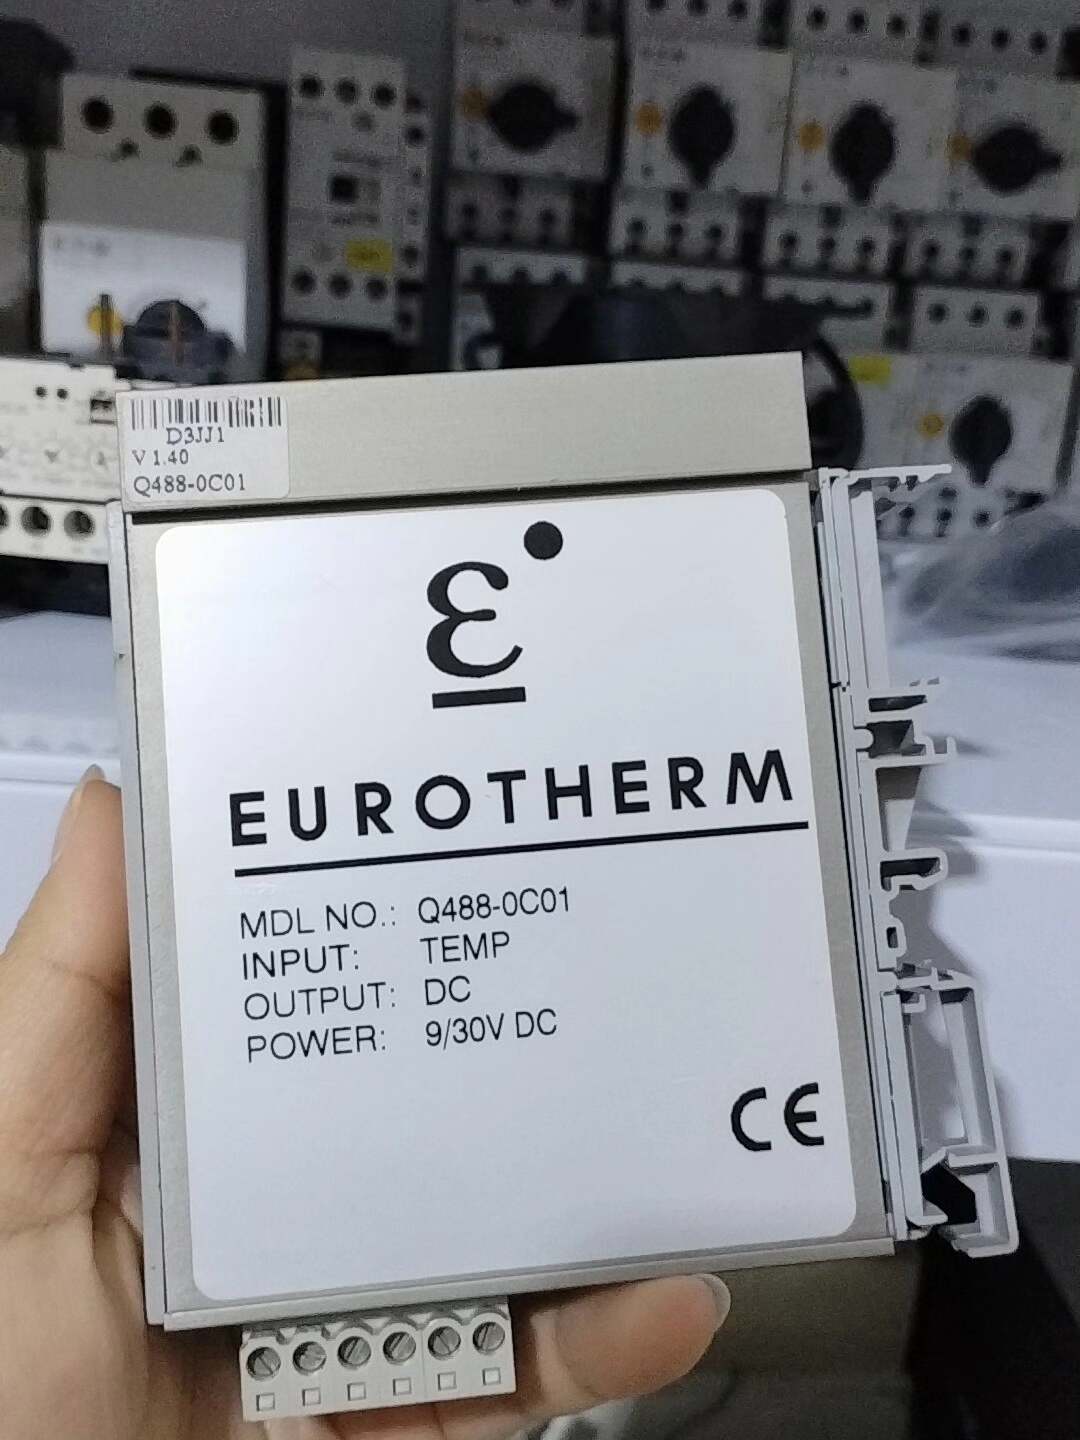 D3JJ1
V 1.40
Q488-0C01
ε
EUROTHERM
MDL NO.: Q488-0C01
INPUT: TEMP
OUTPUT: DC
POWER: 9/30V DC
CE